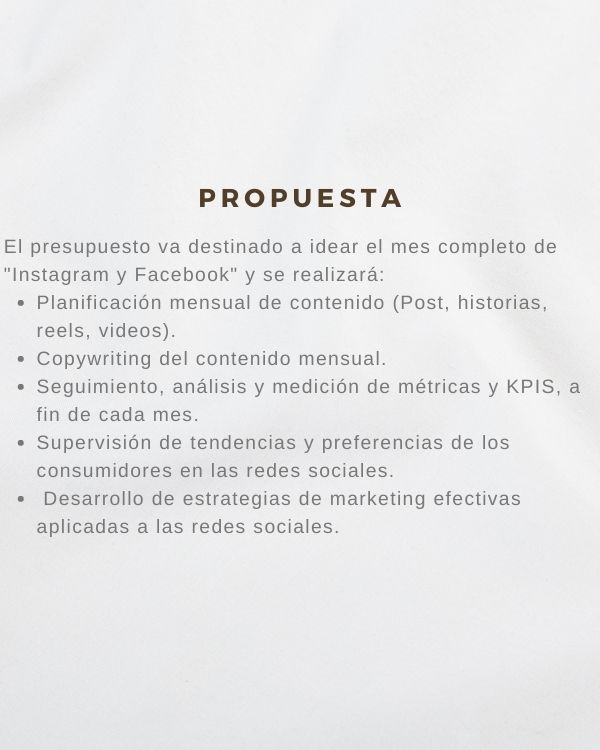 PROPUESTA
El presupuesto va destinado a idear el mes completo de
"Instagram y Facebook" y se realizará:
• Planificación mensual de contenido (Post, historias,
reels, videos).
• Copywriting del contenido mensual.
• Seguimiento, análisis y medición de métricas y KPIS, a
fin de cada mes.
• Supervisión de tendencias y preferencias de los
consumidores en las redes sociales.
• Desarrollo de estrategias de marketing efectivas
aplicadas a las redes sociales.